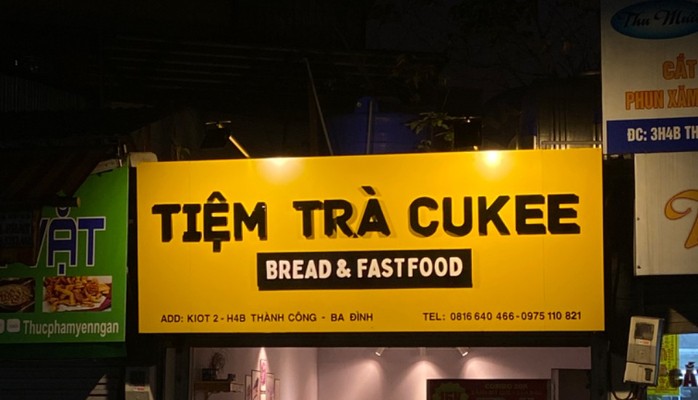 TIỆM TRÀ CUKEE
BREAD & FASTFOOD
ADD: KIOT 2 - H4B THÀNH CÔNG - BA ĐÌNH
TEL: 0816 640 466-0975 110 821
VẶT
Thucphamyenngan
CẮT
PHUN XĂM
ĐC: 3H4B TH